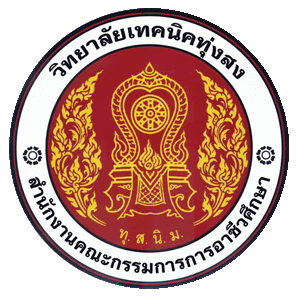 วิทยาลัยเทคนิคทุ่งสง
ทุ. ส. นิ. ม.
สำนักงานคณะกรรมการการอาชีวศึกษา